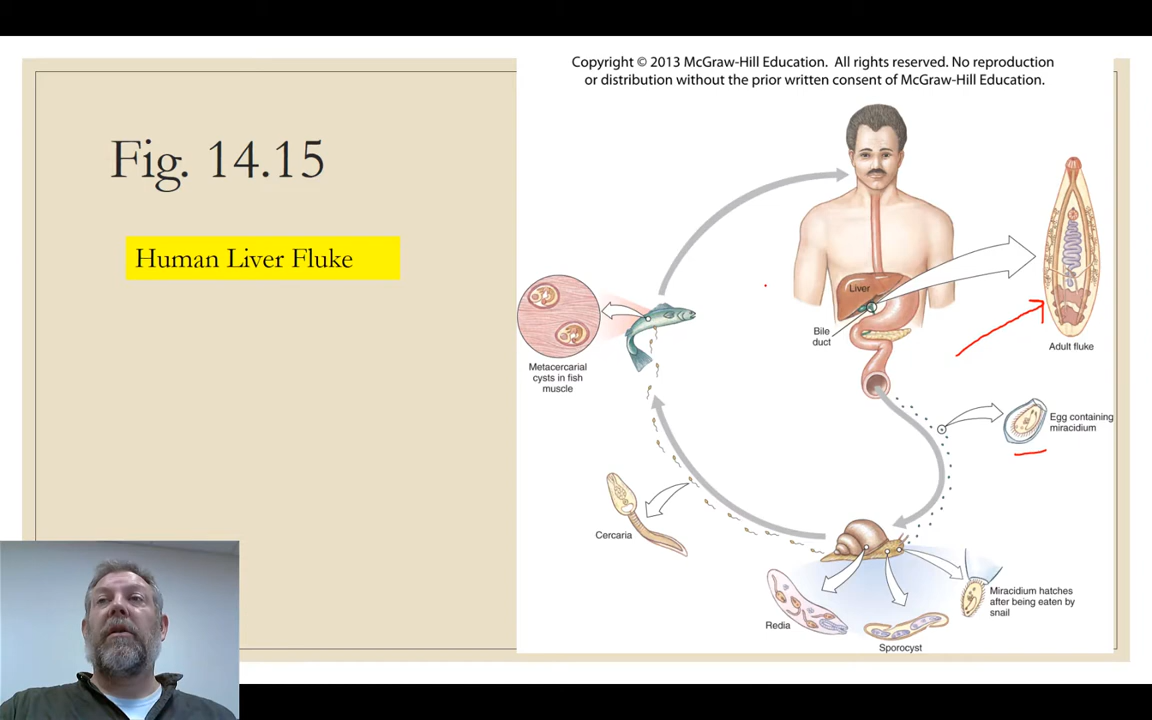 Copyright © 2013 McGraw-Hill Education. All rights reserved. No reproduction
or distribution without the prior written consent of McGraw-Hill Education.
Fig. 14.15
Human Liver Fluke
Liver
Bile
duct
Adult fluke
Metacercarial
cysts in fish
muscle
Egg containing
miracidium
Cercaria
Miracidium hatches
after being eaten by
snail
Redia
Sporocyst